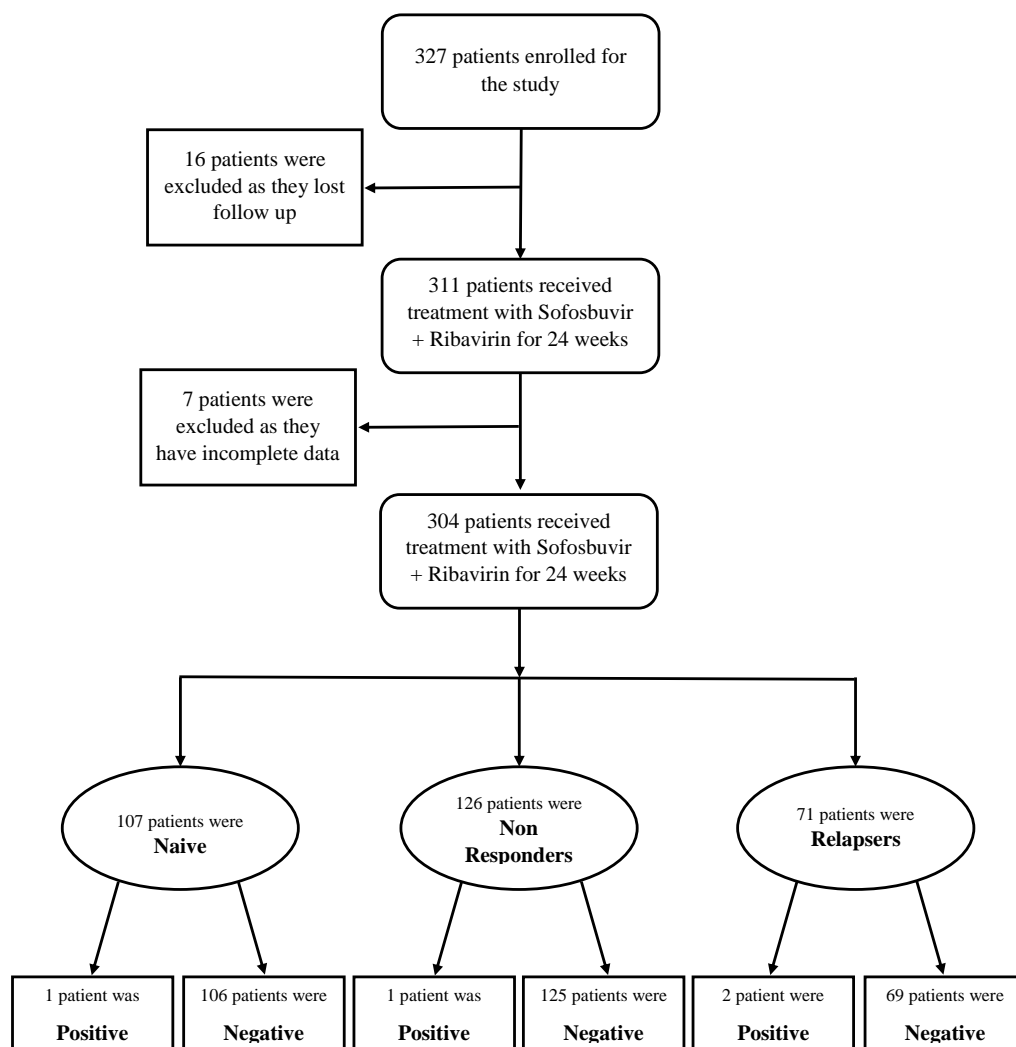 327 patients enrolled for
the study
16 patients were
excluded as they lost
follow up
311 patients received
treatment with Sofosbuvir
+ Ribavirin for 24 weeks
7 patients were
excluded as they
have incomplete data
304 patients received
treatment with Sofosbuvir
+ Ribavirin for 24 weeks
107 patients were
Naive
126 patients were
Non
Responders
71 patients were
Relapsers
1 patient was
Positive
106 patients were
Negative
1 patient was
Positive
125 patients were
Negative
2 patient were
Positive
69 patients were
Negative